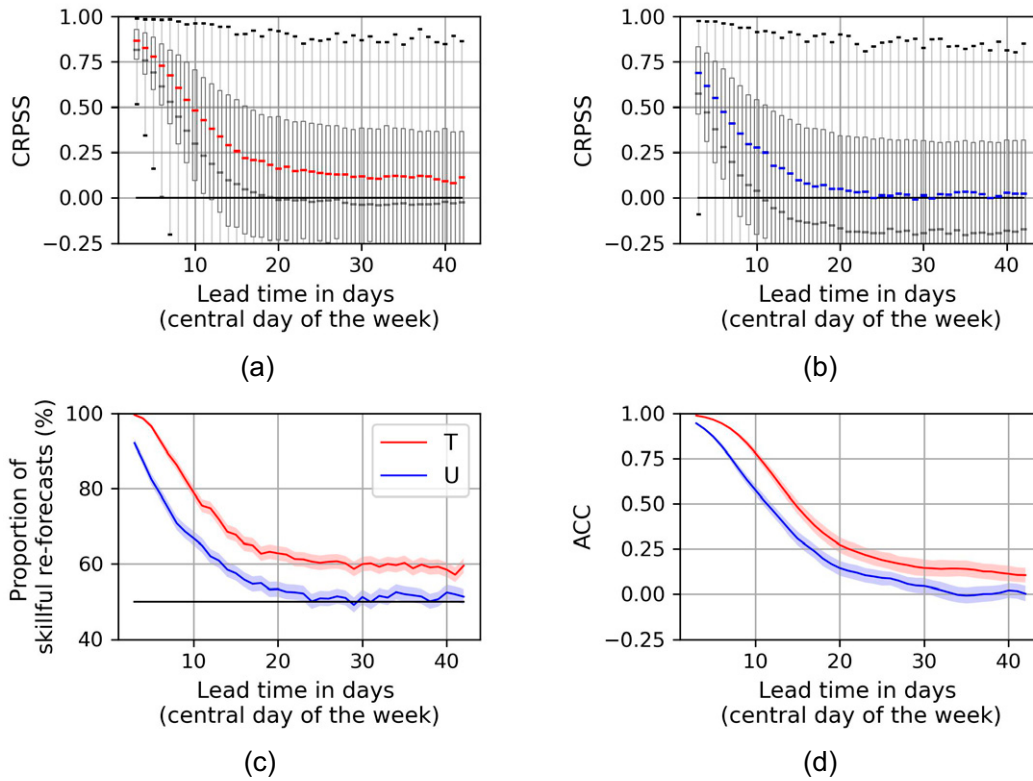 1.00
0.75
0.50
0.25
0.00
−0.25
CRPSS
10 20 30 40
Lead time in days
(central day of the week)
(a)
1.00
0.75
0.50
0.25
0.00
−0.25
CRPSS
10 20 30 40
Lead time in days
(central day of the week)
(b)
100
80
60
40
Proportion of
skillful re-forecasts (%)
T
U
10 20 30 40
Lead time in days
(central day of the week)
(c)
1.00
0.75
0.50
0.25
0.00
−0.25
ACC
10 20 30 40
Lead time in days
(central day of the week)
(d)